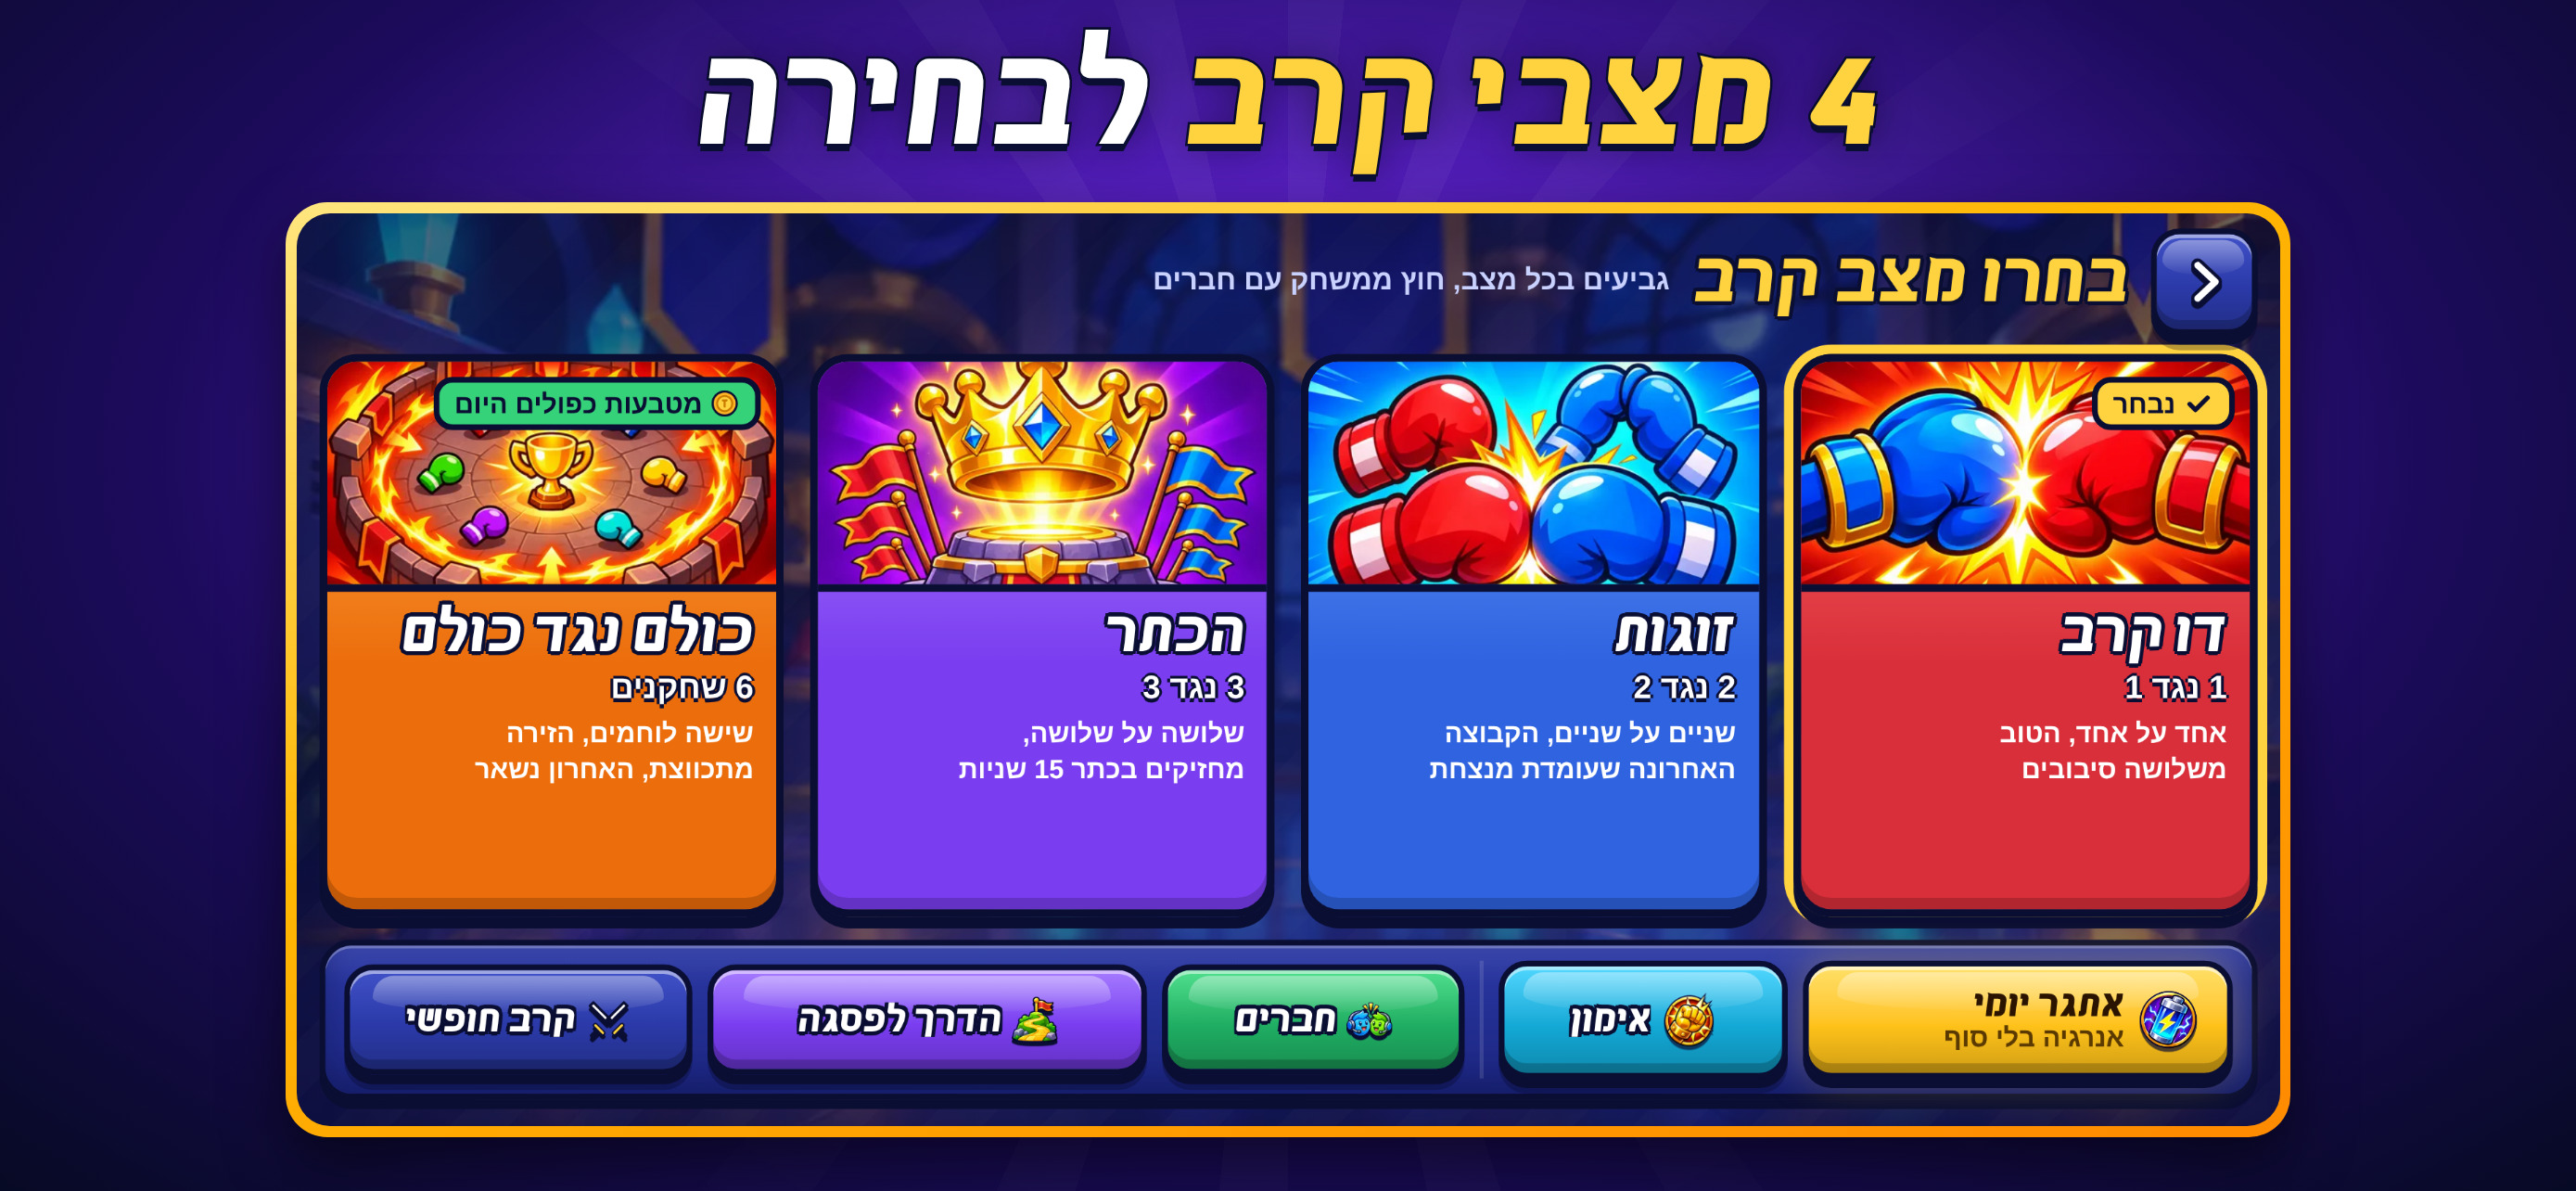 4 מצבי קרב לבחירה
בחרו מצב קרב
גביעים בכל מצב, חוץ ממשחק עם חברים
נבחר
דו קרב
1 נגד 1
אחד על אחד, הטוב
משלושה סיבובים
זוגות
2 נגד 2
שניים על שניים, הקבוצה
האחרונה שעומדת מנצחת
הכתר
3 נגד 3
שלושה על שלושה,
מחזיקים בכתר 15 שניות
מטבעות כפולים היום
כולם נגד כולם
6 שחקנים
שישה לוחמים, הזירה
מתכווצת, האחרון נשאר
אתגר יומי
אנרגיה בלי סוף
אימון
חברים
הדרך לפסגה
קרב חופשי